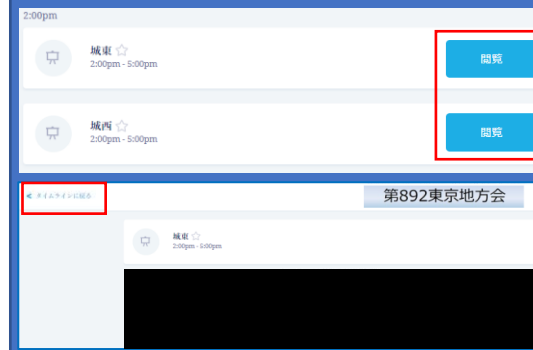 2:00pm
城東
2:00pm - 5:00pm
閲覧
城西
2:00pm - 5:00pm
閲覧
タイムラインに戻る
第892東京地方会
城東
2:00pm - 5:00pm